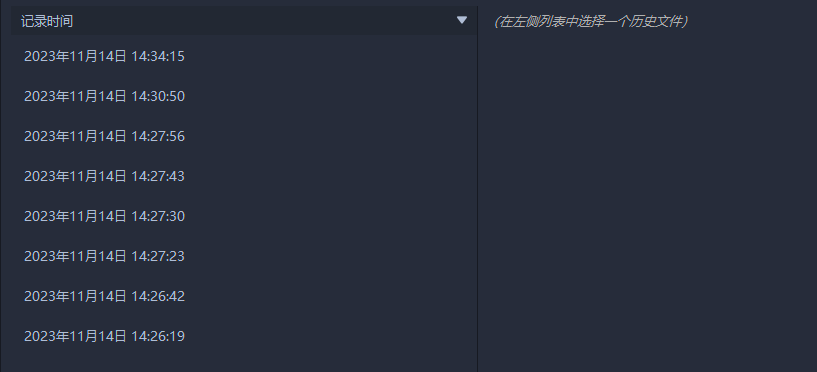 记录时间
(在左侧列表中选择一个历史文件)
2023年11月14日 14:34:15
2023年11月14日 14:30:50
2023年11月14日 14:27:56
2023年11月14日 14:27:43
2023年11月14日 14:27:30
2023年11月14日 14:27:23
2023年11月14日 14:26:42
2023年11月14日 14:26:19